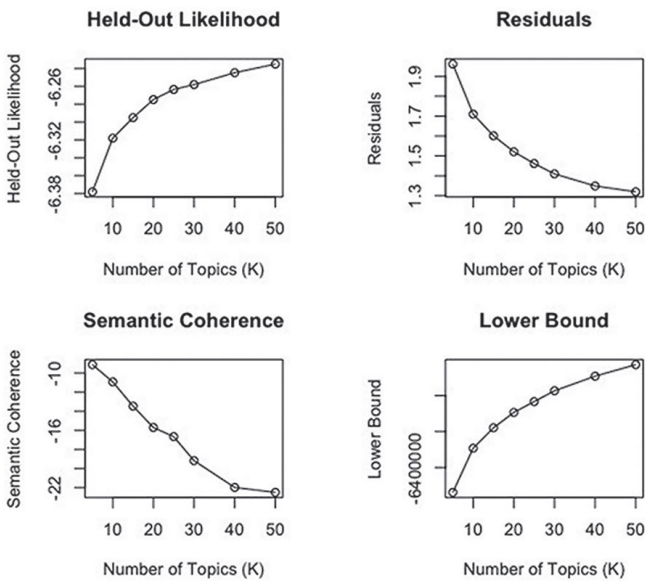 Held-Out Likelihood
Held-Out Likelihood
-6.26
-6.32
-6.38
10 20 30 40 50
Number of Topics (K)
Residuals
Residuals
1.9
1.7
1.5
1.3
10 20 30 40 50
Number of Topics (K)
Semantic Coherence
Semantic Coherence
-10
-16
-22
10 20 30 40 50
Number of Topics (K)
Lower Bound
Lower Bound
-6400000
10 20 30 40 50
Number of Topics (K)